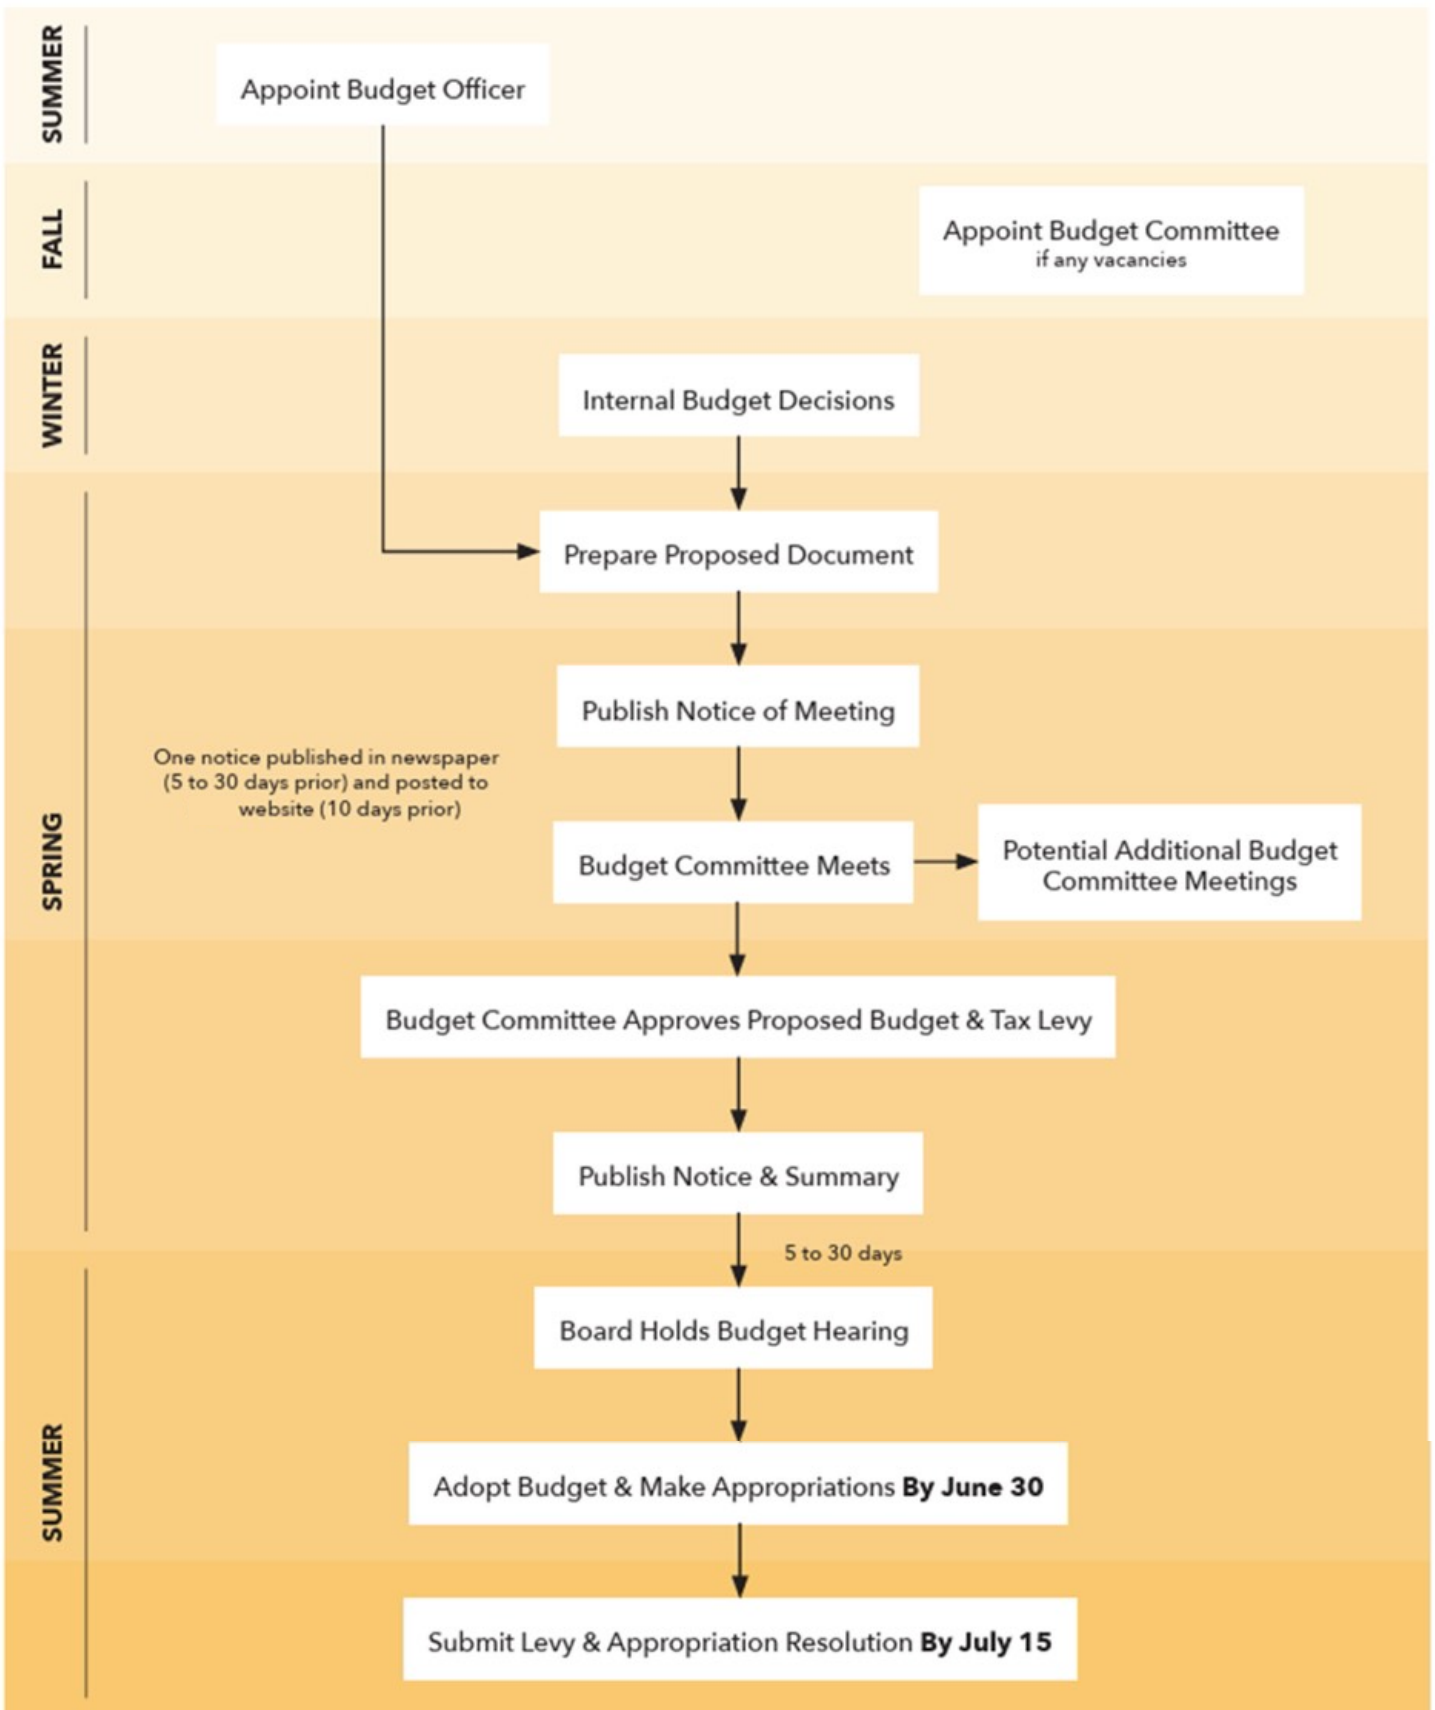 SUMMER
Appoint Budget Officer
FALL
Appoint Budget Committee
if any vacancies
WINTER
Internal Budget Decisions
SPRING
Prepare Proposed Document
Publish Notice of Meeting
One notice published in newspaper
(5 to 30 days prior) and posted to
website (10 days prior)
Budget Committee Meets
Potential Additional Budget
Committee Meetings
Budget Committee Approves Proposed Budget & Tax Levy
Publish Notice & Summary
5 to 30 days
SUMMER
Board Holds Budget Hearing
Adopt Budget & Make Appropriations By June 30
Submit Levy & Appropriation Resolution By July 15